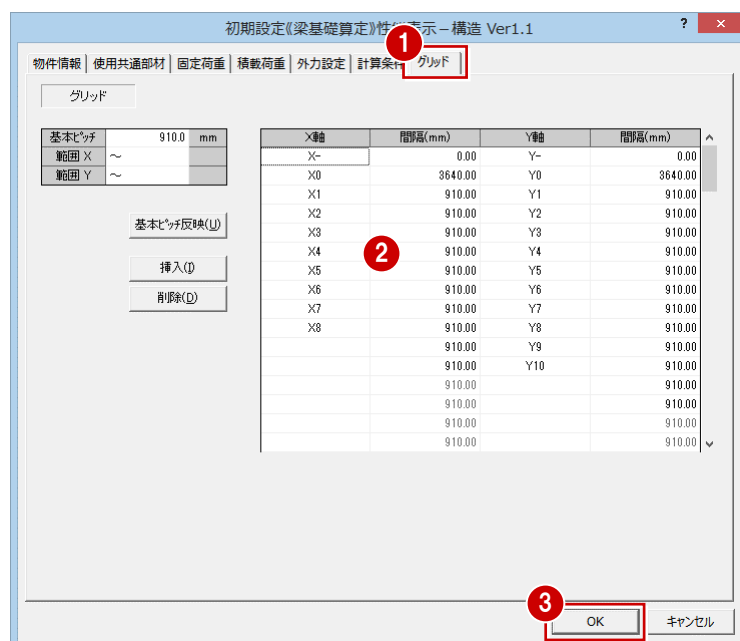 初期設定《梁基礎算定》性能表示－構造 Ver1.1 ? ×
1
物件情報 使用共通部材 固定荷重 積載荷重 外力設定 計算条件 グリッド
グリッド
基本ピッチ 910.0 mm
範囲 X ～
範囲 Y ～
基本ピッチ反映(U)
挿入(I)
削除(D)
X軸 間隔(mm) Y軸 間隔(mm)
X- 0.00 Y- 0.00
X0 3640.00 Y0 3640.00
X1 910.00 Y1 910.00
X2 910.00 Y2 910.00
X3 910.00 Y3 910.00
X4 910.00 Y4 910.00
2
X5 910.00 Y5 910.00
X6 910.00 Y6 910.00
X7 910.00 Y7 910.00
X8 910.00 Y8 910.00
910.00 Y9 910.00
910.00 Y10 910.00
910.00 910.00
910.00 910.00
910.00 910.00
910.00 910.00
3
OK キャンセル